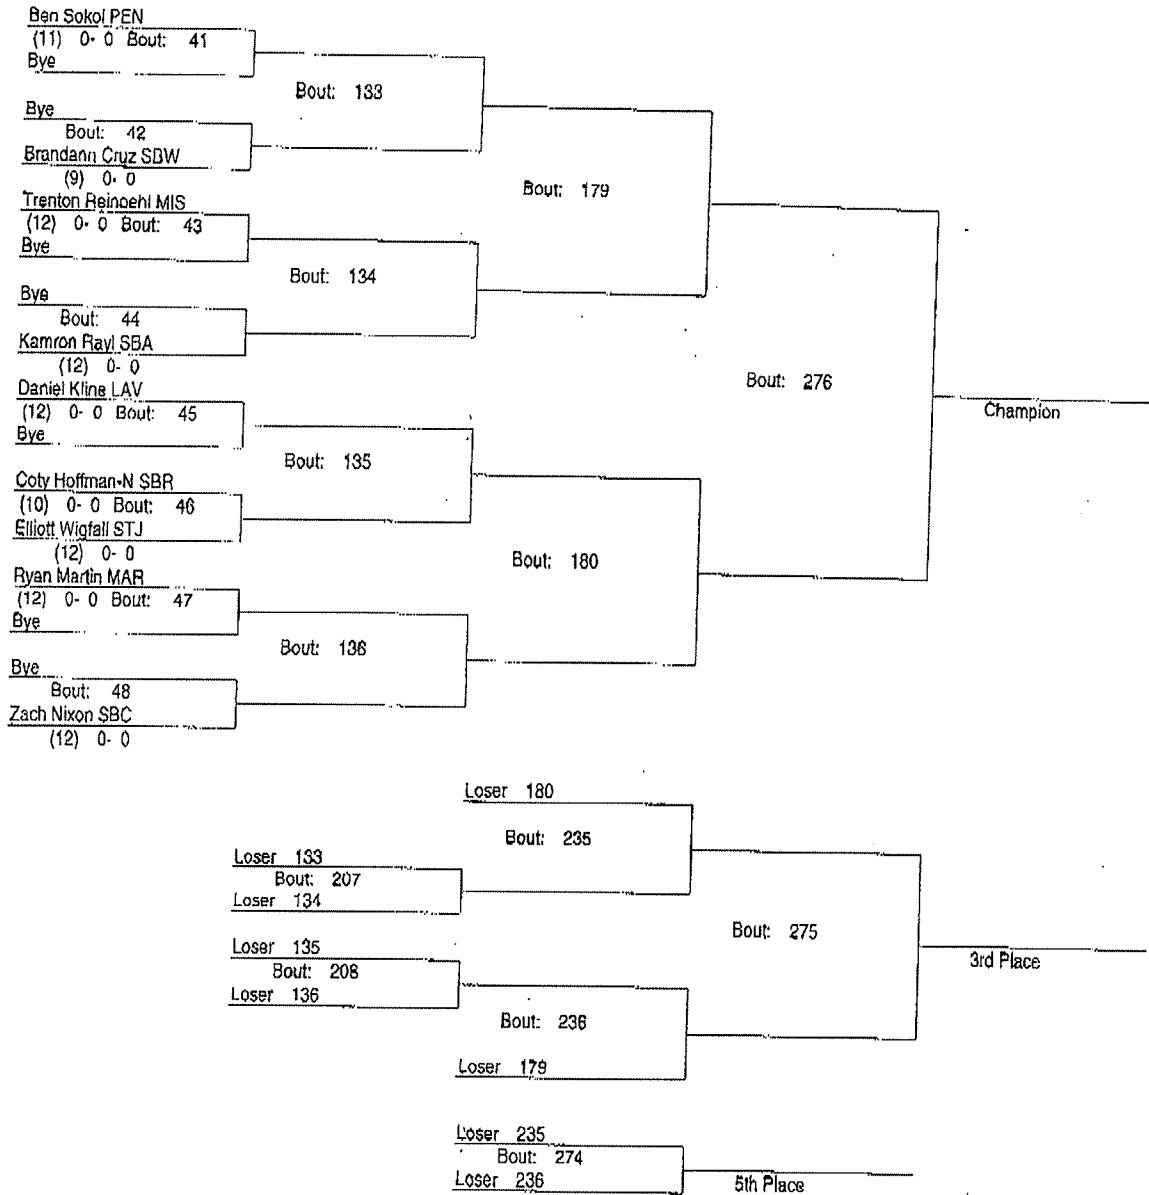 Ben Sokol PEN
(11) 0- 0 Bout: 41
Bye
Bout: 133
Bye
Bout: 42
Brandann Cruz SBW
(9) 0- 0
Bout: 179
Trenton Reinoehl MIS
(12) 0- 0 Bout: 43
Bye
Bout: 134
Bye
Bout: 44
Kamron Rayl SBA
(12) 0- 0
Bout: 276
Champion
Daniel Kline LAV
(12) 0- 0 Bout: 45
Bye
Bout: 135
Coty Hoffman-N SBR
(10) 0- 0 Bout: 46
Elliott Wigfall STJ
(12) 0- 0
Bout: 180
Ryan Martin MAR
(12) 0- 0 Bout: 47
Bye
Bout: 136
Bye
Bout: 48
Zach Nixon SBC
(12) 0- 0
Loser 180
Bout: 235
Loser 133
Bout: 207
Loser 134
Bout: 275
3rd Place
Loser 135
Bout: 208
Loser 136
Bout: 236
Loser 179
Loser 235
Bout: 274
Loser 236
5th Place